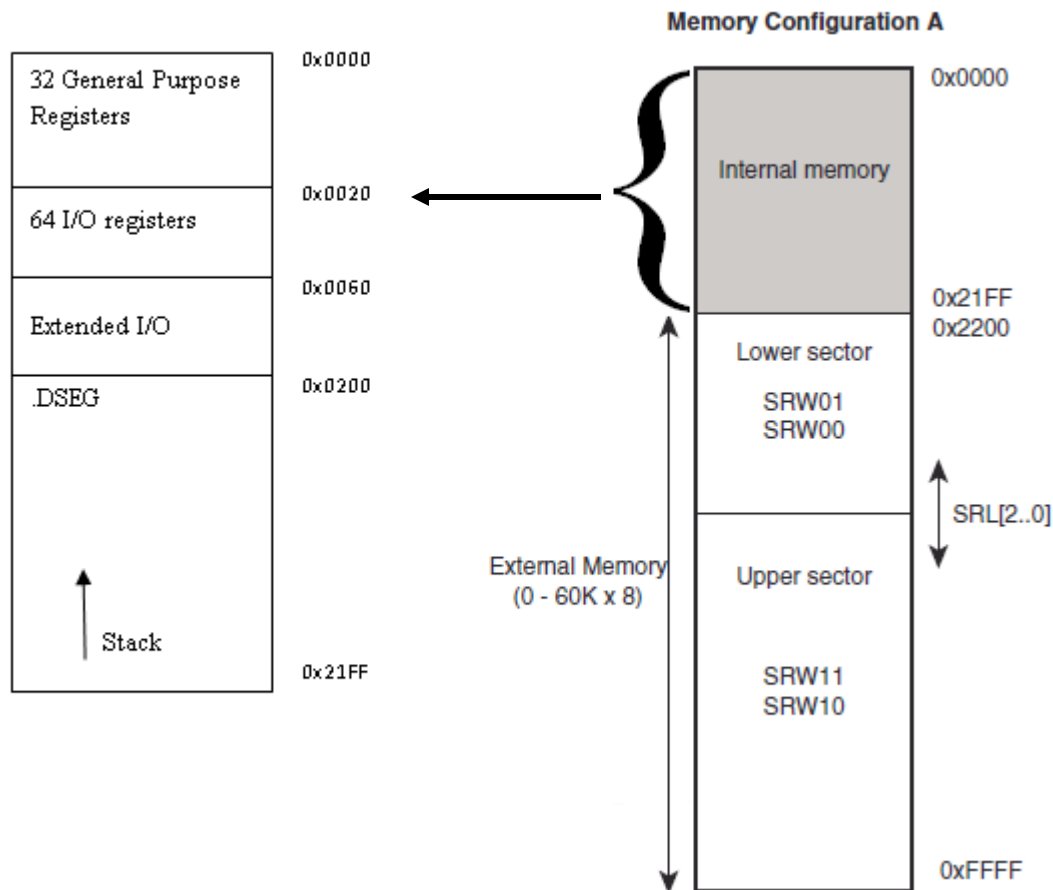 Memory Configuration A
32 General Purpose
Registers
0x0000
64 I/O registers
0x0020
Extended I/O
0x0060
.DSEG
0x0200
Stack
0x21FF
0x0000
Internal memory
0x21FF
0x2200
Lower sector
SRW01
SRW00
SRL[2..0]
External Memory
(0 - 60K x 8)
Upper sector
SRW11
SRW10
0xFFFF